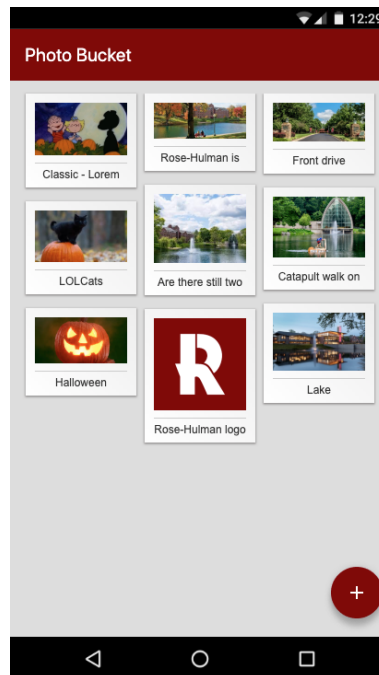 12:29
Photo Bucket
Classic - Lorem
Rose-Hulman is
Front drive
LOLCats
Are there still two
Catapult walk on
Halloween
Rose-Hulman logo
Lake